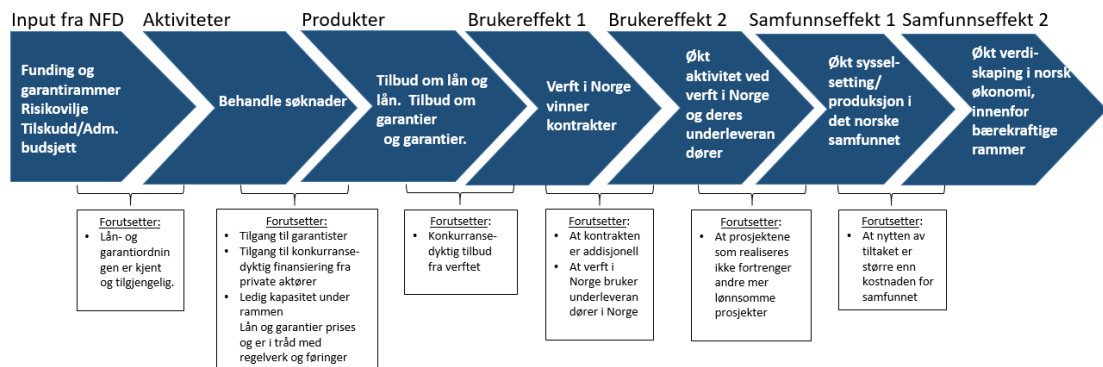 Input fra NFD
Aktiviteter
Produkter
Brukereffekt 1
Brukereffekt 2
Samfunnseffekt 1
Samfunnseffekt 2
Funding og
garantirammer
Risikovilje
Tilskudd/Adm.
budsjett
Behandle søknader
Tilbud om lån og
lån.  Tilbud om
garantier
og garantier.
Verft i Norge
vinner
kontrakter
Økt
aktivitet ved
verft i Norge
og deres
underleveran
dører
Økt syssel-
setting/
produksjon i
det norske
samfunnet
Økt verdi-
skaping i norsk
økonomi,
innenfor
bærekraftige
rammer
Forutsetter:
• Lån- og
garantiordnin
gen er kjent
og tilgjengelig.
Forutsetter:
• Tilgang til garantister
• Tilgang til konkurranse-
dyktig finansiering fra
private aktører
• Ledig kapasitet under
rammen
Lån og garantier prises
og er i tråd med
regelverk og føringer
Forutsetter:
• Konkurranse-
dyktig tilbud
fra verftet
Forutsetter:
• At kontrakten
er addisjonell
• At verft i
Norge bruker
underleveran
dører i Norge
Forutsetter:
• At prosjektene
som realiseres
ikke fortrenger
andre mer
lønnsomme
prosjekter
Forutsetter:
• At nytten av
tiltaket er
større enn
kostnaden for
samfunnet